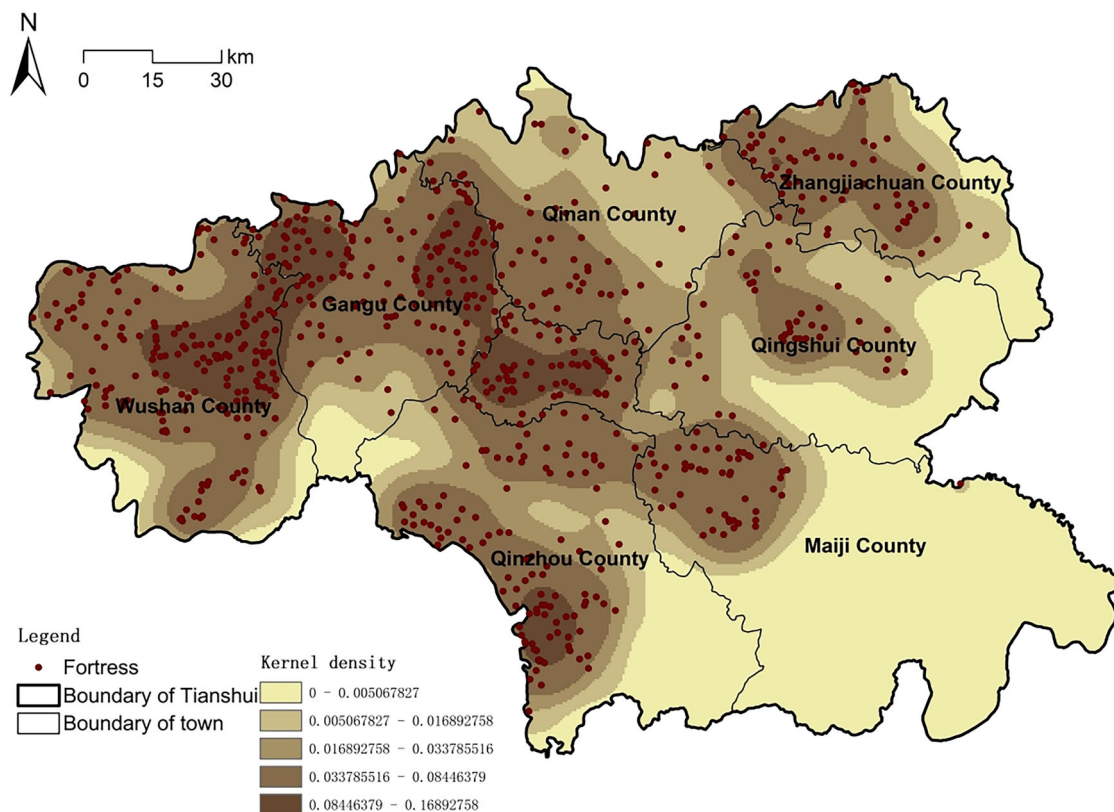 N
km
0 15 30
Zhangjiachuan County
Qinan County
Gangu County
Qingshui County
Wushan County
Maiji County
Qinzhou County
Legend
Fortress
Boundary of Tianshui
Boundary of town
Kernel density
0 - 0.005067827
0.005067827 - 0.016892758
0.016892758 - 0.033785516
0.033785516 - 0.08446379
0.08446379 - 0.16892758